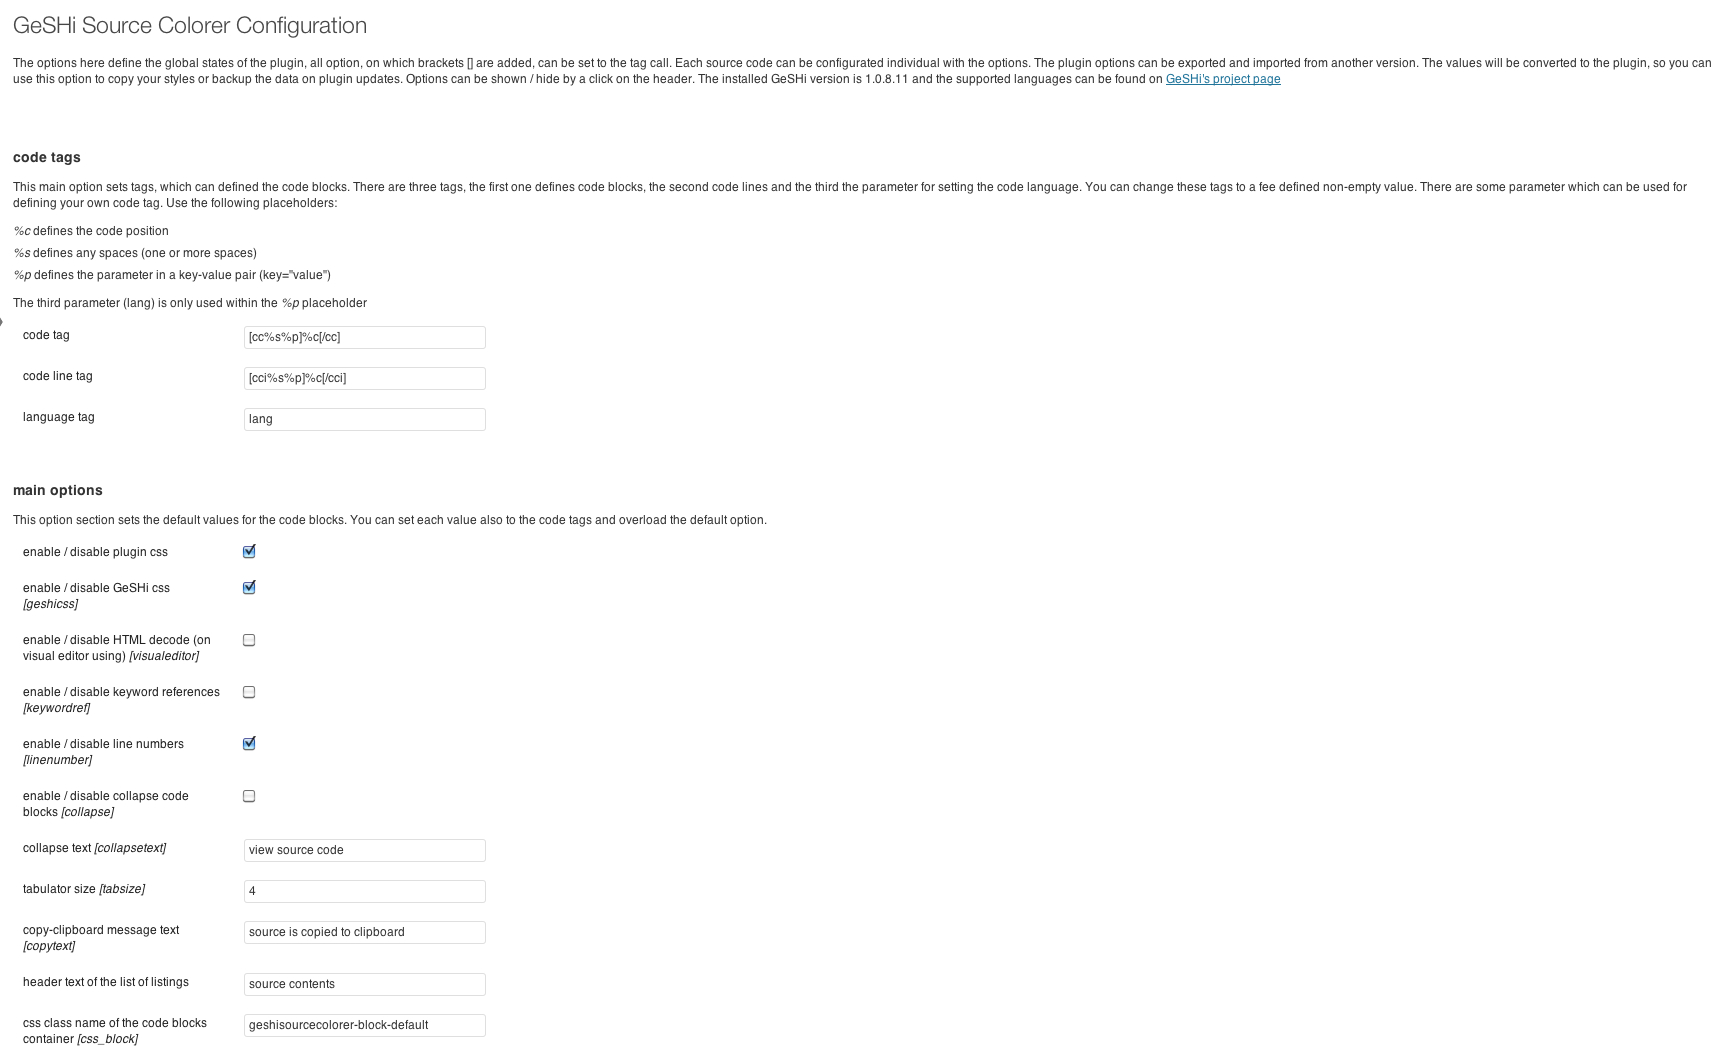 GeSHi Source Colorer Configuration
The options here define the global states of the plugin, all option, on which brackets [] are added, can be set to the tag call. Each source code can be configurated individual with the options. The plugin options can be exported and imported from another version. The values will be converted to the plugin, so you can
use this option to copy your styles or backup the data on plugin updates. Options can be shown / hide by a click on the header. The installed GeSHi version is 1.0.8.11 and the supported languages can be found on GeSHi's project page
code tags
This main option sets tags, which can defined the code blocks. There are three tags, the first one defines code blocks, the second code lines and the third the parameter for setting the code language. You can change these tags to a fee defined non-empty value. There are some parameter which can be used for
defining your own code tag. Use the following placeholders:
%c defines the code position
%s defines any spaces (one or more spaces)
%p defines the parameter in a key-value pair (key="value")
The third parameter (lang) is only used within the %p placeholder
code tag [cc%s%p]%c[/cc]
code line tag [cci%s%p]%c[/cci]
language tag lang
main options
This option section sets the default values for the code blocks. You can set each value also to the code tags and overload the default option.
enable / disable plugin css
enable / disable GeSHi css
[geshicss]
enable / disable HTML decode (on
visual editor using) [visualeditor]
enable / disable keyword references
[keywordref]
enable / disable line numbers
[linenumber]
enable / disable collapse code
blocks [collapse]
collapse text [collapsetext] view source code
tabulator size [tabsize] 4
copy-clipboard message text source is copied to clipboard
[copytext]
header text of the list of listings source contents
css class name of the code blocks geshisourcecolorer-block-default
container [css_block]